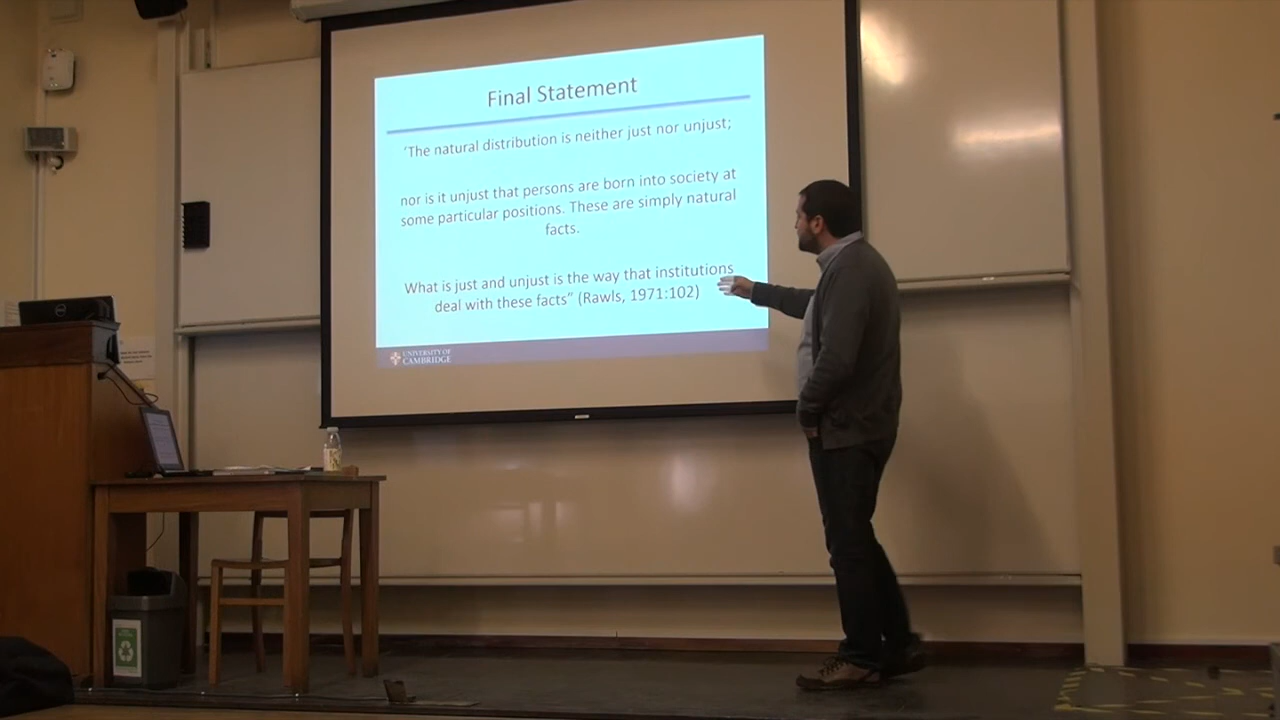 Final Statement
‘The natural distribution is neither just nor unjust;
nor is it unjust that persons are born into society at
some particular positions. These are simply natural
facts.
What is just and unjust is the way that institutions
deal with these facts” (Rawls, 1971:102)
UNIVERSITY OF
CAMBRIDGE
DELL